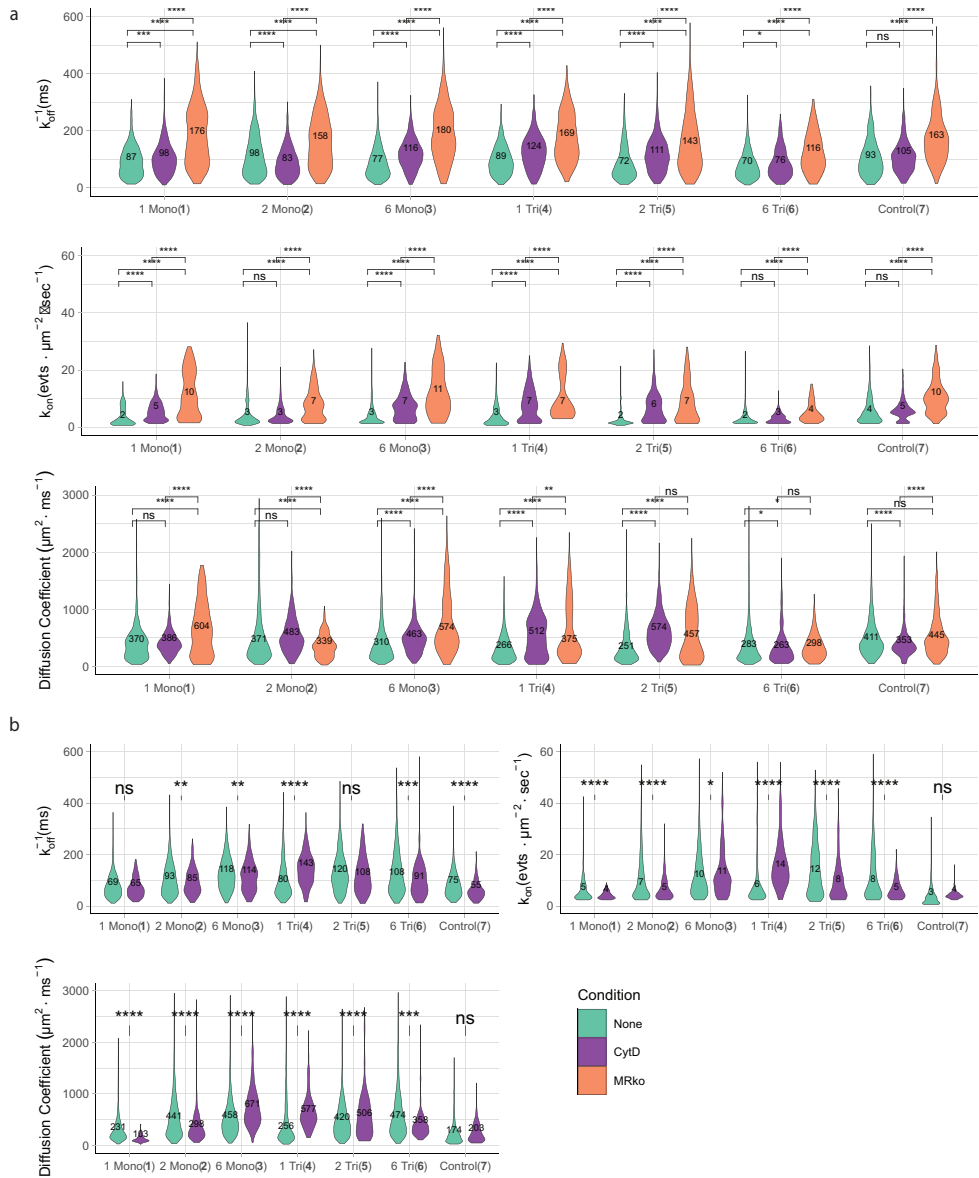 a
k_off^−1(ms)
600
400
200
0
**** **** **** **** **** **** ****
**** **** **** **** **** **** ****
*** **** **** **** **** * ns
87 98 176 98 83 158 77 116 180 89 124 169 72 111 143 70 76 116 93 105 163
1 Mono(1) 2 Mono(2) 6 Mono(3) 1 Tri(4) 2 Tri(5) 6 Tri(6) Control(7)
k_on(evts · μm^−2 sec^−1)
60
40
20
0
**** **** **** **** **** **** ****
**** **** **** **** **** **** ****
**** ns **** **** **** ns ns
2 5 10 3 3 7 3 7 11 3 7 7 2 6 7 2 3 4 4 5 10
1 Mono(1) 2 Mono(2) 6 Mono(3) 1 Tri(4) 2 Tri(5) 6 Tri(6) Control(7)
Diffusion Coefficient (μm^2 · ms^−1)
3000
2000
1000
0
**** **** **** ** ns ns ****
**** **** **** **** **** * ns
ns ns **** **** **** * ****
370 386 604 371 483 339 310 463 574 266 512 375 251 574 457 283 263 298 411 353 445
1 Mono(1) 2 Mono(2) 6 Mono(3) 1 Tri(4) 2 Tri(5) 6 Tri(6) Control(7)
b
k_off^−1(ms)
600
400
200
0
ns ** ** **** ns *** ****
69 65 93 85 118 114 80 143 120 108 108 91 75 55
1 Mono(1) 2 Mono(2) 6 Mono(3) 1 Tri(4) 2 Tri(5) 6 Tri(6) Control(7)
k_on(evts · μm^−2 · sec^−1)
60
40
20
0
**** **** * **** **** **** ns
5 4 7 5 10 11 6 14 12 8 8 5 3 4
1 Mono(1) 2 Mono(2) 6 Mono(3) 1 Tri(4) 2 Tri(5) 6 Tri(6) Control(7)
Diffusion Coefficient (μm^2 · ms^−1)
3000
2000
1000
0
**** **** **** **** **** *** ns
231 103 441 298 458 671 256 577 420 506 474 358 174 203
1 Mono(1) 2 Mono(2) 6 Mono(3) 1 Tri(4) 2 Tri(5) 6 Tri(6) Control(7)
Condition
None
CytD
MRko